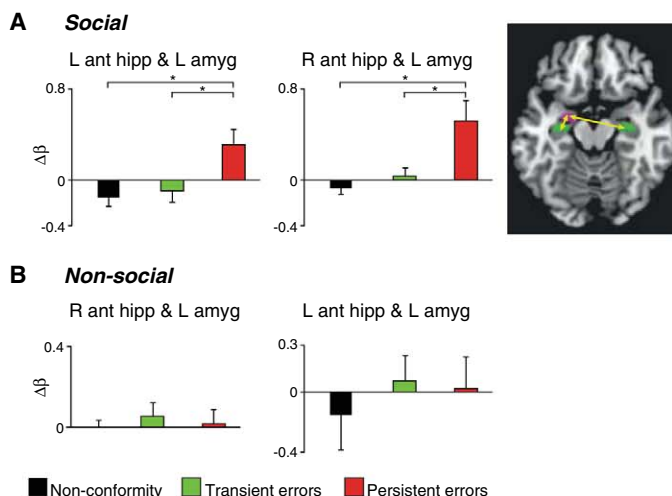 A Social
L ant hipp & L amyg
R ant hipp & L amyg
0.8
0
-0.4
Δβ
*
*
0.8
0
-0.4
*
*
B Non-social
R ant hipp & L amyg
L ant hipp & L amyg
0.4
0
Δβ
0.3
0
-0.4
Non-conformity Transient errors Persistent errors